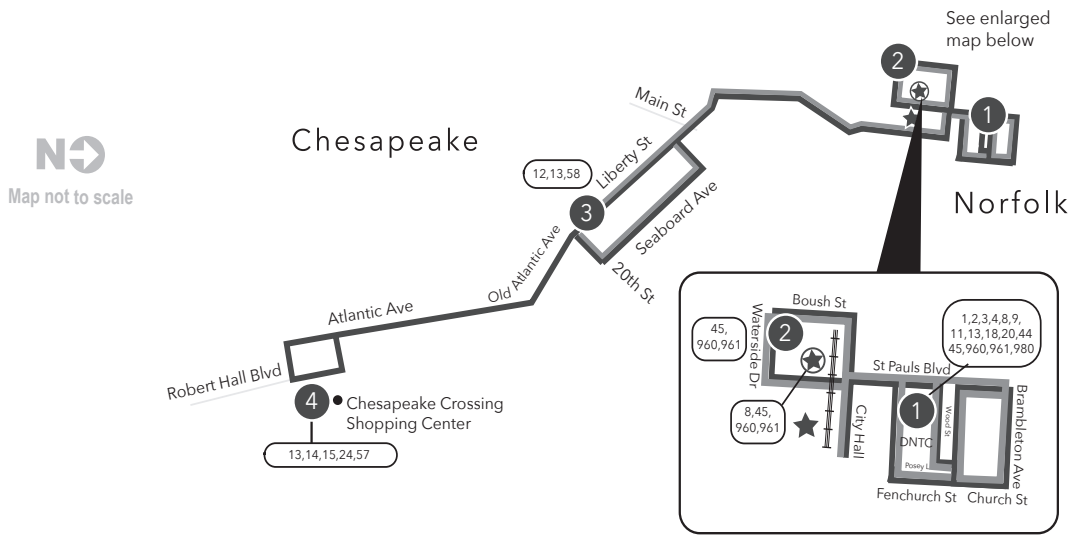 See enlarged
map below
2
1
Main St
Chesapeake
NO
Map not to scale
Liberty St
12,13,58
3
Seaboard Ave
Norfolk
Old Atlantic Ave
20th St
Atlantic Ave
Robert Hall Blvd
4
Chesapeake Crossing
Shopping Center
13,14,15,24,57
Boush St
Waterside Dr
45,
960,961
2
1,2,3,4,8,9,
11,13,18,20,44
45,960,961,980
St Pauls Blvd
8,45,
960,961
City Hall
1
DNTC
Wood St
Posey L
Brambleton Ave
Fenchurch St
Church St